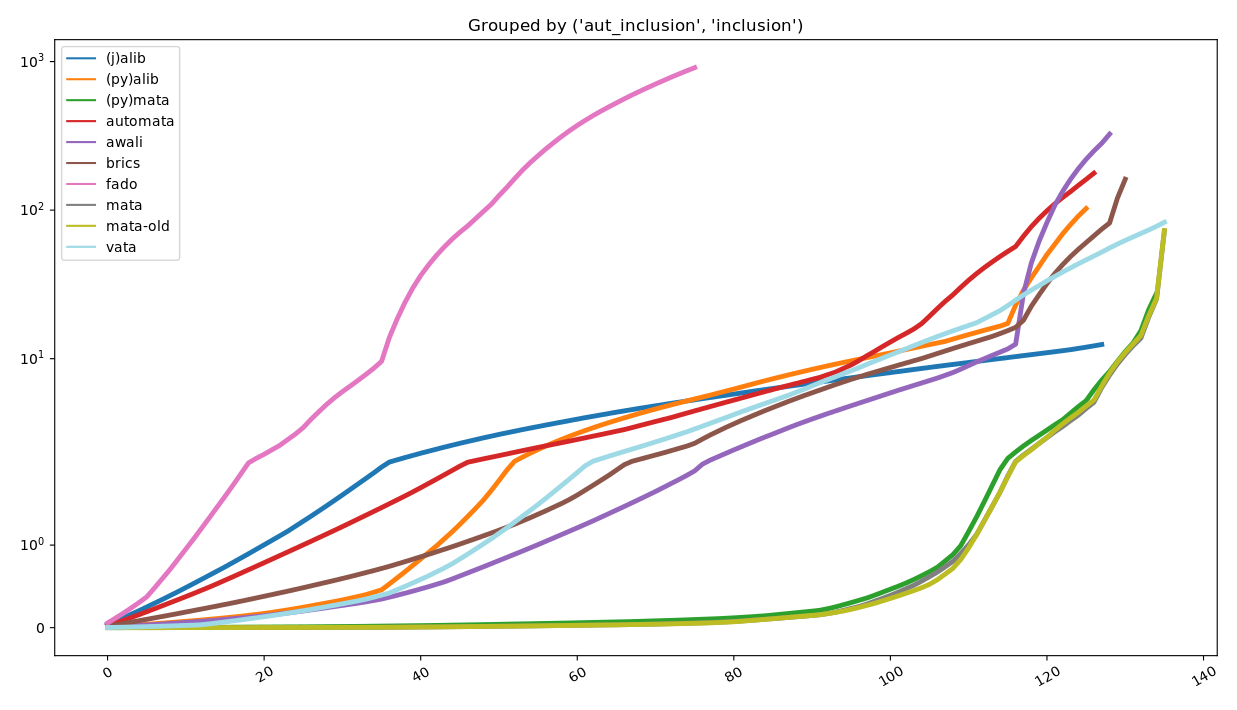 Grouped by ('aut_inclusion', 'inclusion')
(j)alib
(py)alib
(py)mata
automata
awali
brics
fado
mata
mata-old
vata
10³
10²
10¹
10⁰
0
0
20
40
60
80
100
120
140